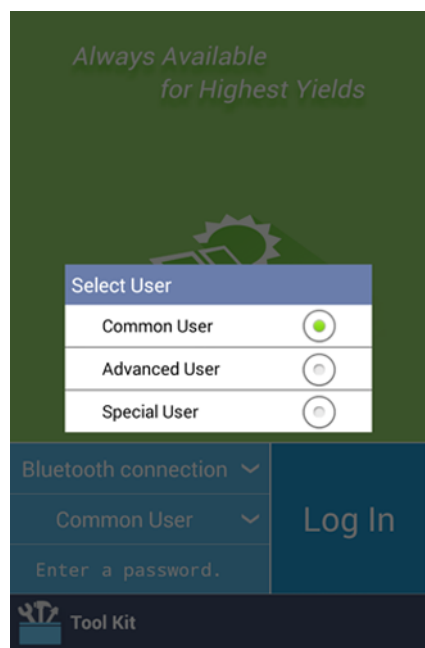 Always Available
for Highest Yields
Select User
Common User
Advanced User
Special User
Bluetooth connection
Common User
Enter a password.
Log In
Tool Kit